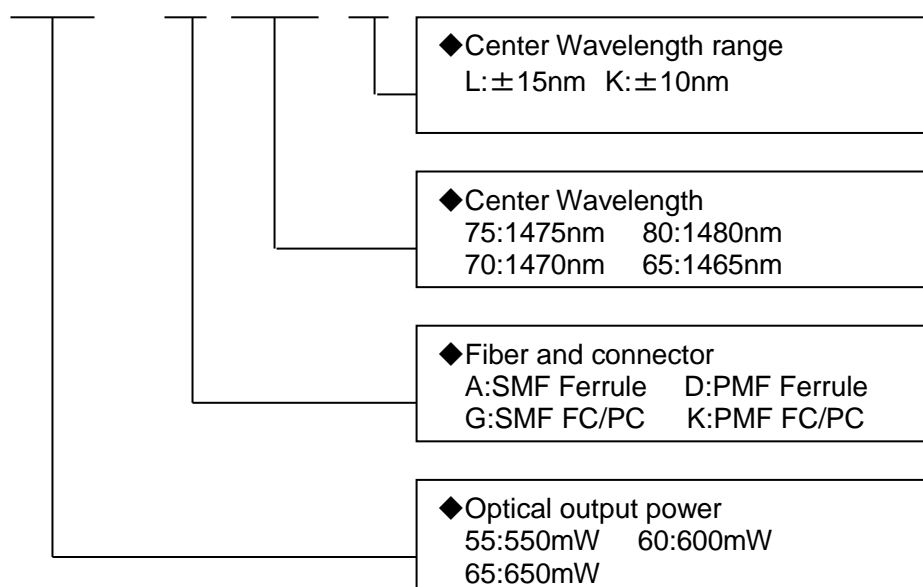 ◆Center Wavelength range
L:±15nm K:±10nm
◆Center Wavelength
75:1475nm 80:1480nm
70:1470nm 65:1465nm
◆Fiber and connector
A:SMF Ferrule D:PMF Ferrule
G:SMF FC/PC K:PMF FC/PC
◆Optical output power
55:550mW 60:600mW
65:650mW